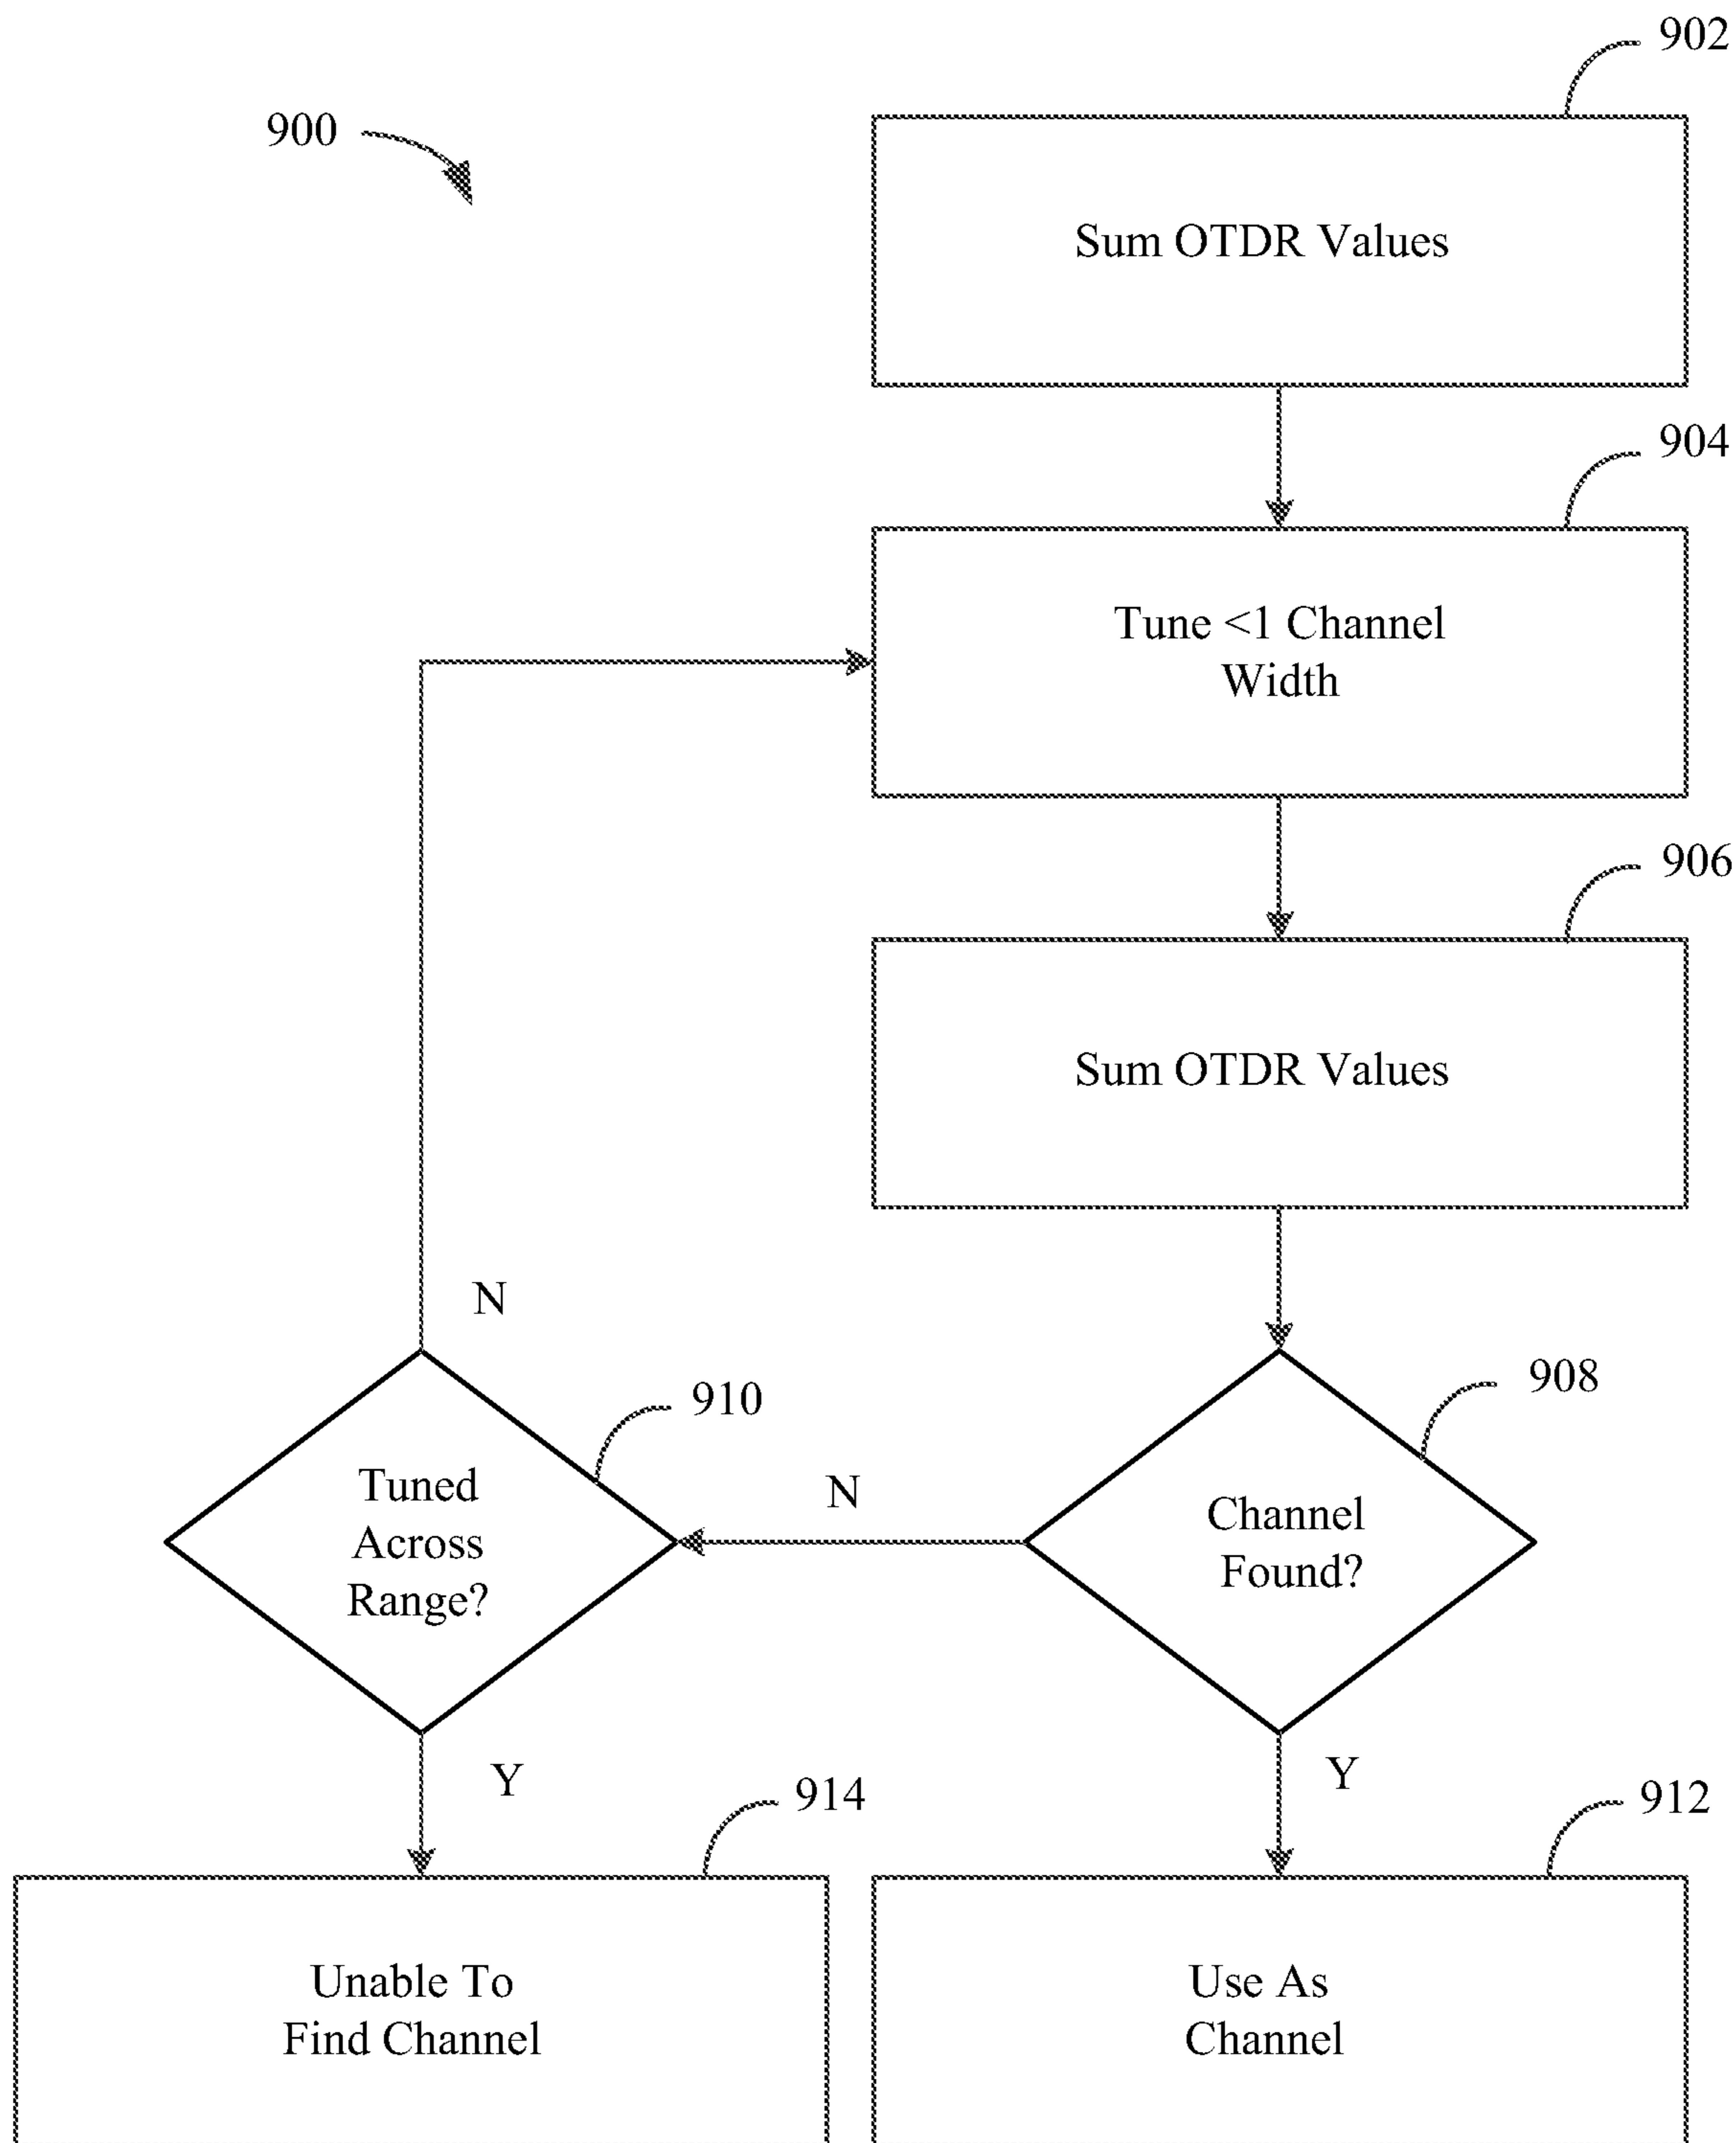 902
900
Sum OTDR Values
904
Tune <1 Channel
Width
906
Sum OTDR Values
N
908
910
Channel
Found?
N
Tuned
Across
Range?
Y
Y
914
912
Unable To
Find Channel
Use As
Channel